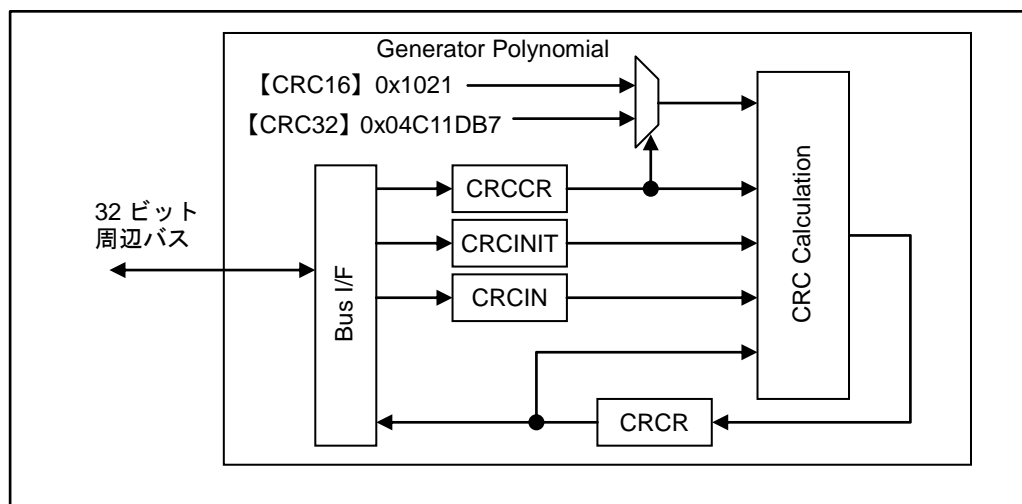 Generator Polynomial
【CRC16】0x1021
【CRC32】0x04C11DB7
32 ビット
周辺バス
Bus I/F
CRCCR
CRCINIT
CRCIN
CRC Calculation
CRCR